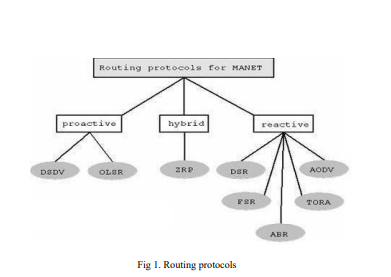 Routing protocols for MANET
proactive hybrid reactive
DSDV OLSR ZRP DSR AODV
FSR TORA
ABR
Fig 1. Routing protocols